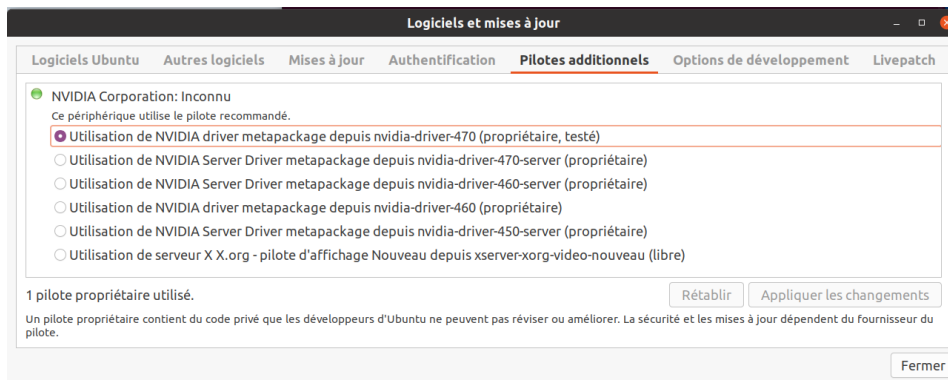 Logiciels et mises à jour
Logiciels Ubuntu Autres logiciels Mises à jour Authentification Pilotes additionnels Options de développement Livepatch
NVIDIA Corporation: Inconnu
Ce périphérique utilise le pilote recommandé.
Utilisation de NVIDIA driver metapackage depuis nvidia-driver-470 (propriétaire, testé)
Utilisation de NVIDIA Server Driver metapackage depuis nvidia-driver-470-server (propriétaire)
Utilisation de NVIDIA Server Driver metapackage depuis nvidia-driver-460-server (propriétaire)
Utilisation de NVIDIA driver metapackage depuis nvidia-driver-460 (propriétaire)
Utilisation de NVIDIA Server Driver metapackage depuis nvidia-driver-450-server (propriétaire)
Utilisation de serveur X X.org - pilote d'affichage Nouveau depuis xserver-xorg-video-nouveau (libre)
1 pilote propriétaire utilisé. Rétablir Appliquer les changements
Un pilote propriétaire contient du code privé que les développeurs d'Ubuntu ne peuvent pas réviser ou améliorer. La sécurité et les mises à jour dépendent du fournisseur du
pilote.
Fermer